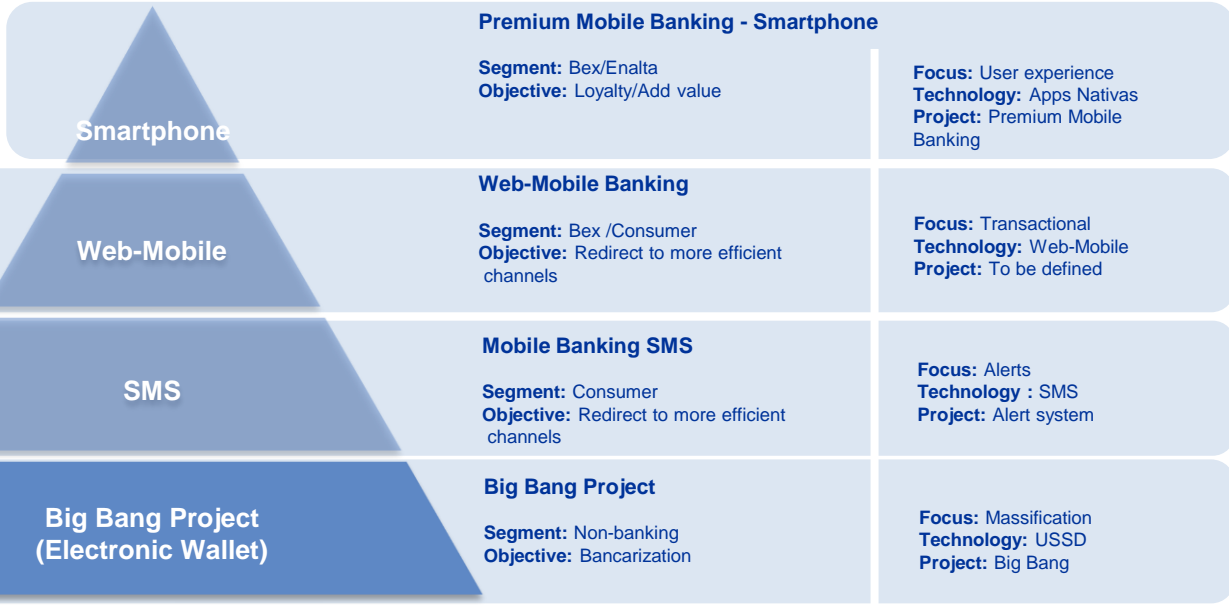 Smartphone
Premium Mobile Banking - Smartphone
Segment: Bex/Enalta
Objective: Loyalty/Add value
Focus: User experience
Technology: Apps Nativas
Project: Premium Mobile
Banking
Web-Mobile
Web-Mobile Banking
Segment: Bex /Consumer
Objective: Redirect to more efficient
channels
Focus: Transactional
Technology: Web-Mobile
Project: To be defined
SMS
Mobile Banking SMS
Segment: Consumer
Objective: Redirect to more efficient
channels
Focus: Alerts
Technology : SMS
Project: Alert system
Big Bang Project
(Electronic Wallet)
Big Bang Project
Segment: Non-banking
Objective: Bancarization
Focus: Massification
Technology: USSD
Project: Big Bang